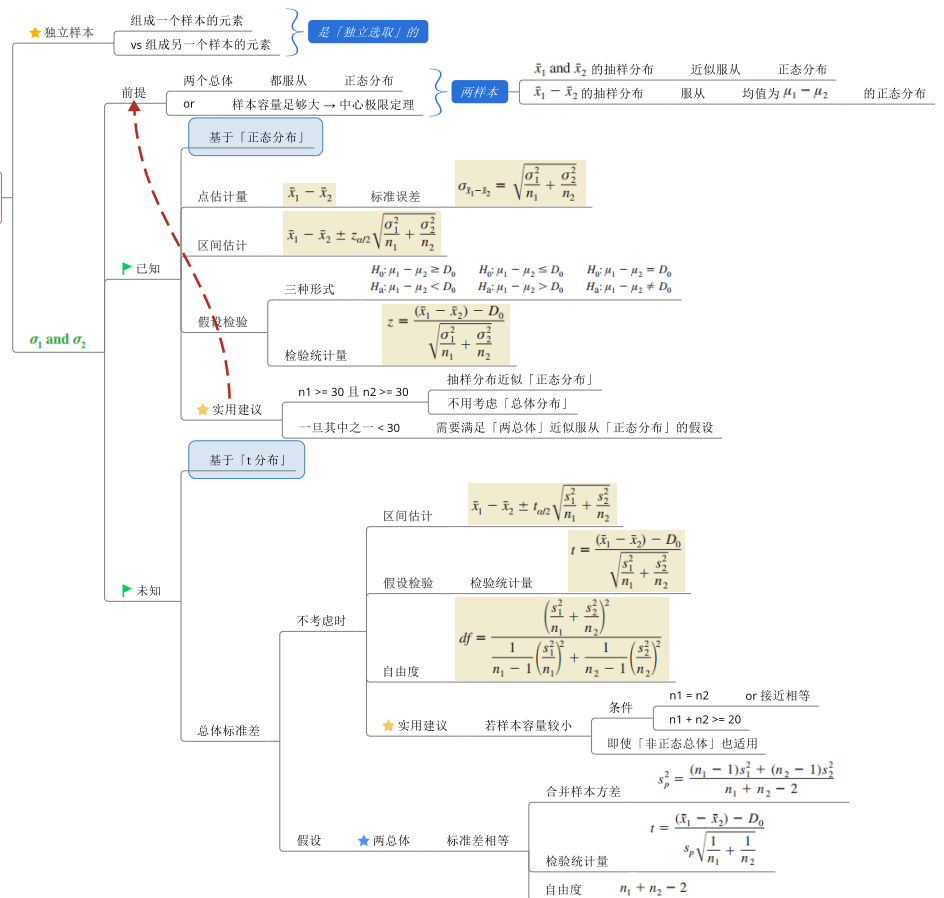 独立样本
组成一个样本的元素
vs 组成另一个样本的元素
是「独立选取」的
σ₁ and σ₂
前提
两个总体 都服从 正态分布
or 样本容量足够大 → 中心极限定理
两样本
x̄₁ and x̄₂ 的抽样分布 近似服从 正态分布
x̄₁ − x̄₂ 的抽样分布 服从 均值为 μ₁ − μ₂ 的正态分布
已知
基于「正态分布」
点估计量 x̄₁ − x̄₂ 标准误差 σ_{x̄₁−x̄₂} = √(σ₁²/n₁ + σ₂²/n₂)
区间估计 x̄₁ − x̄₂ ± z_{α/2}√(σ₁²/n₁ + σ₂²/n₂)
假设检验
三种形式
H₀: μ₁ − μ₂ ≥ D₀ H₀: μ₁ − μ₂ ≤ D₀ H₀: μ₁ − μ₂ = D₀
Hₐ: μ₁ − μ₂ < D₀ Hₐ: μ₁ − μ₂ > D₀ Hₐ: μ₁ − μ₂ ≠ D₀
检验统计量 z = ((x̄₁ − x̄₂) − D₀)/√(σ₁²/n₁ + σ₂²/n₂)
实用建议
n1 >= 30 且 n2 >= 30
抽样分布近似「正态分布」
不用考虑「总体分布」
一旦其中之一 < 30 需要满足「两总体」近似服从「正态分布」的假设
未知
基于「t 分布」
总体标准差
不考虑时
区间估计 x̄₁ − x̄₂ ± t_{α/2}√(s₁²/n₁ + s₂²/n₂)
假设检验 检验统计量 t = ((x̄₁ − x̄₂) − D₀)/√(s₁²/n₁ + s₂²/n₂)
自由度 df = (s₁²/n₁ + s₂²/n₂)²/(1/(n₁ − 1)(s₁²/n₁)² + 1/(n₂ − 1)(s₂²/n₂)²)
实用建议 若样本容量较小
条件
n1 = n2 or 接近相等
n1 + n2 >= 20
即使「非正态总体」也适用
假设 两总体 标准差相等
合并样本方差 s_p² = ((n₁ − 1)s₁² + (n₂ − 1)s₂²)/(n₁ + n₂ − 2)
检验统计量 t = ((x̄₁ − x̄₂) − D₀)/(s_p√(1/n₁ + 1/n₂))
自由度 n₁ + n₂ − 2